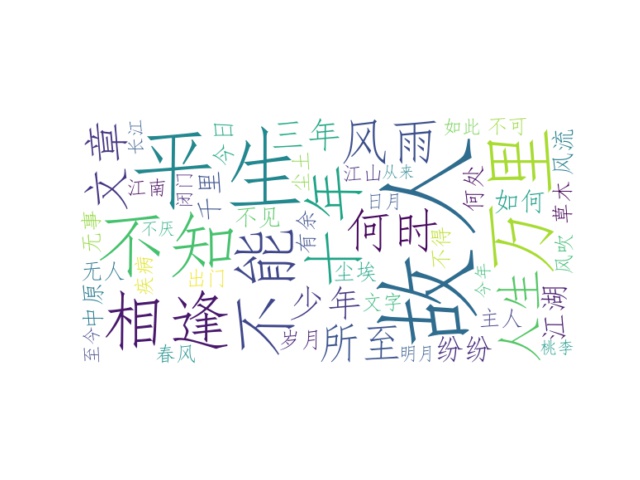 平生
故人
万里
不知
相逢
不能
十年
文章
风雨
何时
三年
少年
所至
人生
江湖
纷纷
如何
主人
中原
无人
千里
今日
长江
江南
闭门
尘土
江山
从来
日月
何处
如此
不可
风流
草木
风吹
不见
有余
不厌
无事
疾病
出门
尘埃
文字
不得
今年
岁月
明月
春风
至今
桃李